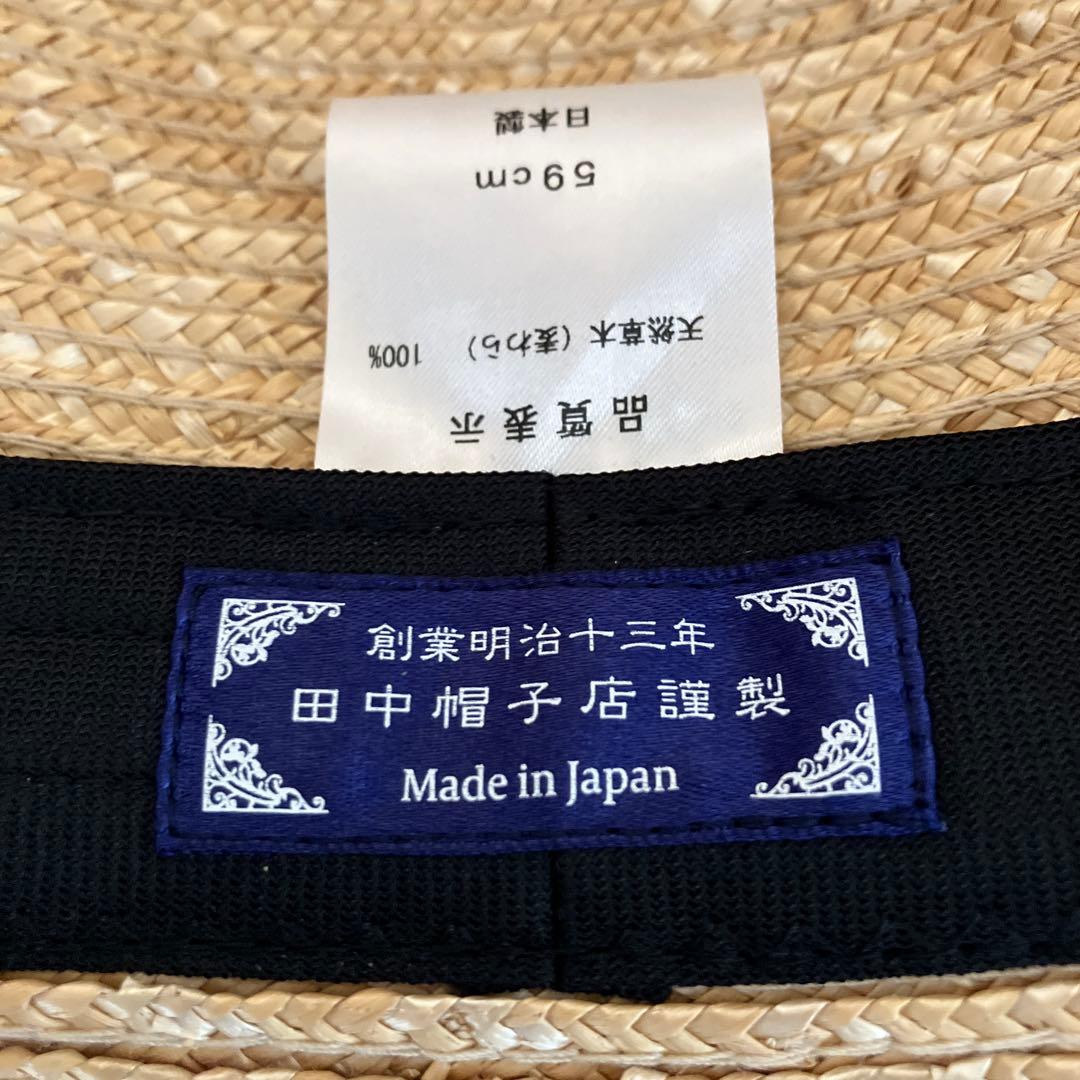 品質表示
天然草木（麦わら） 100%
59cm
日本製
創業明治十三年
田中帽子店謹製
Made in Japan